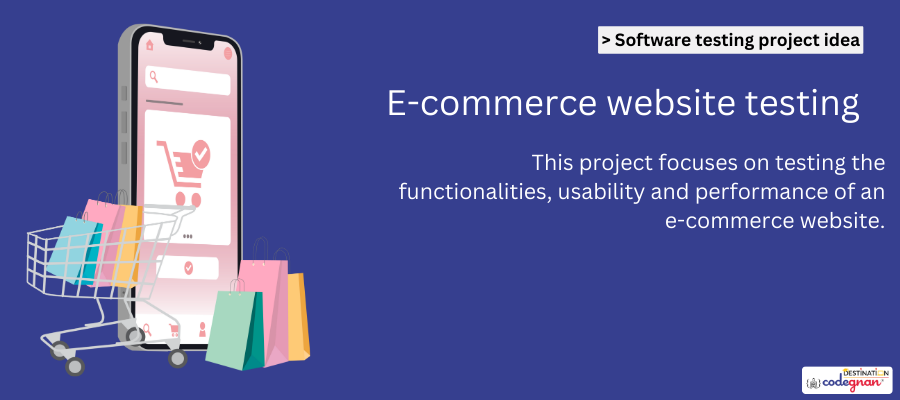 > Software testing project idea
E-commerce website testing
This project focuses on testing the
functionalities, usability and performance of an
e-commerce website.
DESTINATION
codegnan